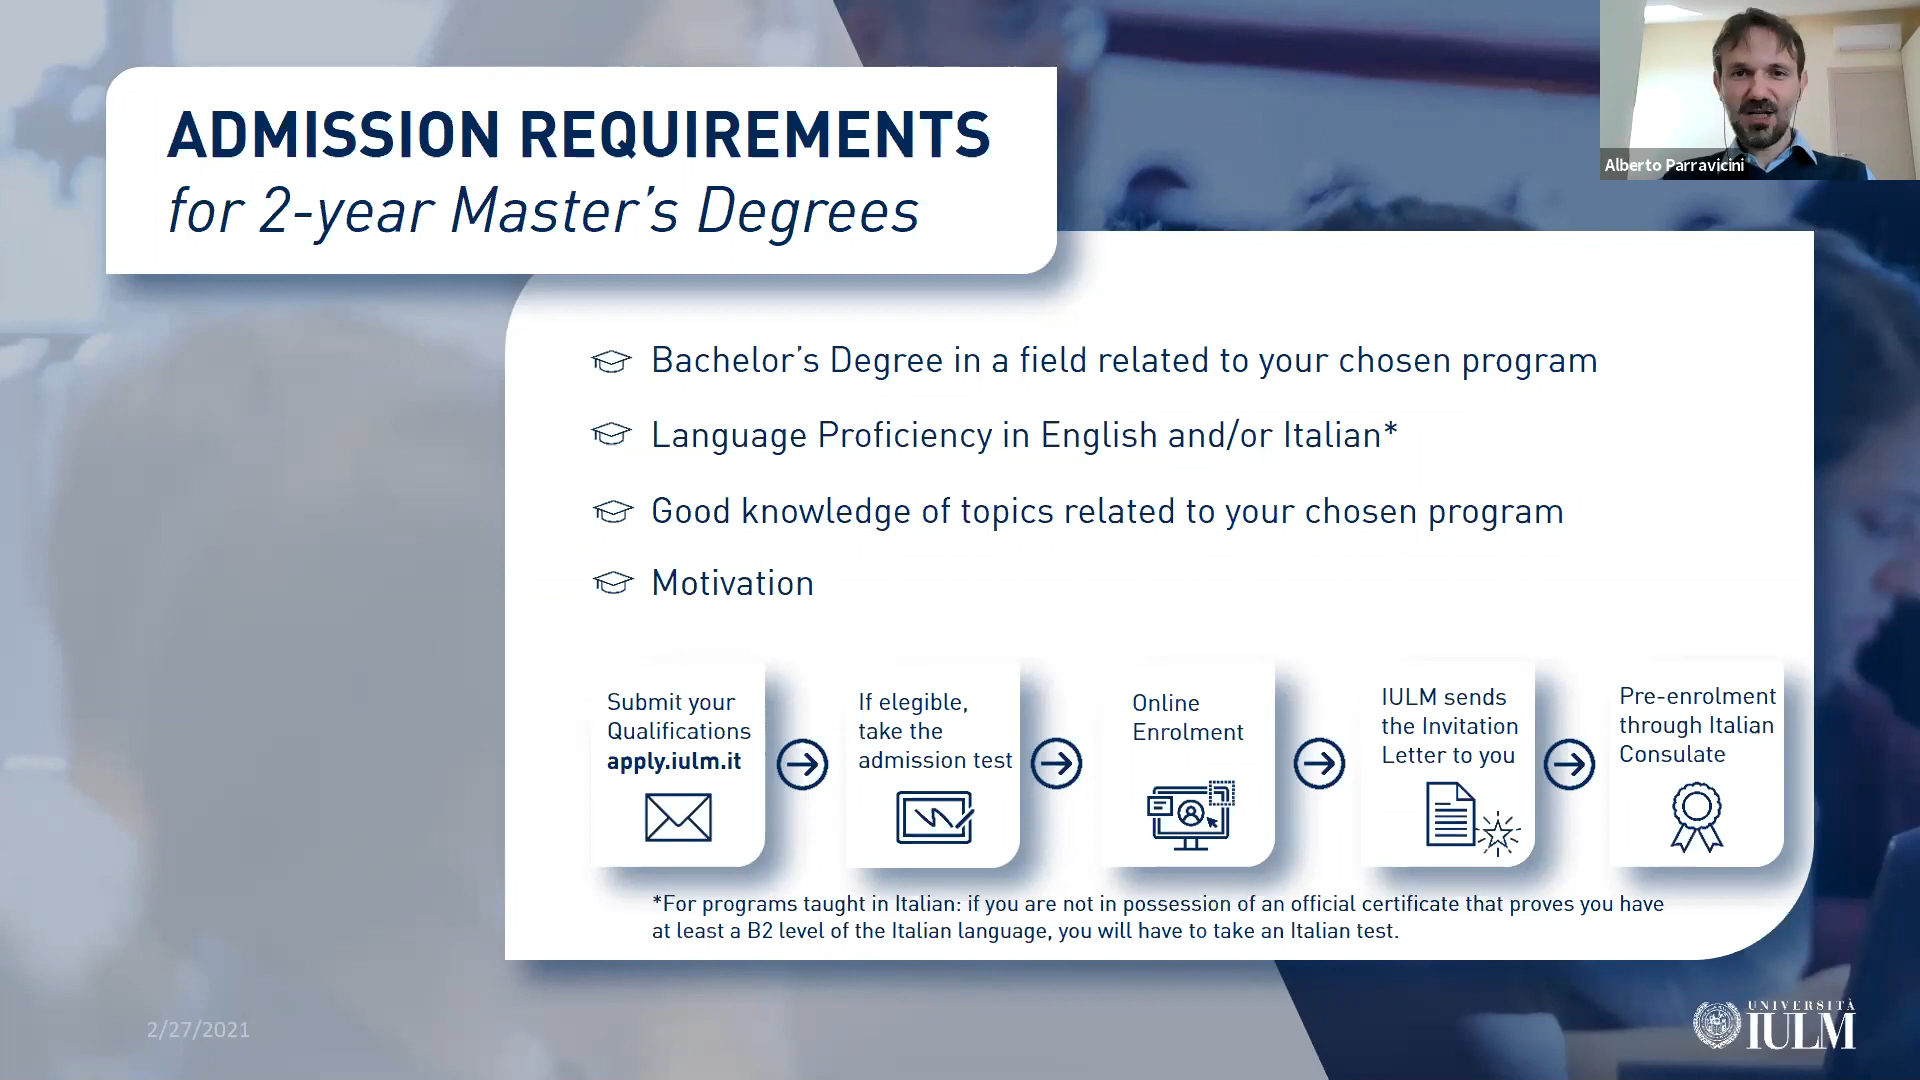 ADMISSION REQUIREMENTS
for 2-year Master's Degrees
Alberto Parravicini
Bachelor's Degree in a field related to your chosen program
Language Proficiency in English and/or Italian*
Good knowledge of topics related to your chosen program
Motivation
Submit your
Qualifications
apply.iulm.it
If elegible,
take the
admission test
Online
Enrolment
IULM sends
the Invitation
Letter to you
Pre-enrolment
through Italian
Consulate
*For programs taught in Italian: if you are not in possession of an official certificate that proves you have
at least a B2 level of the Italian language, you will have to take an Italian test.
2/27/2021
UNIVERSITÀ
IULM